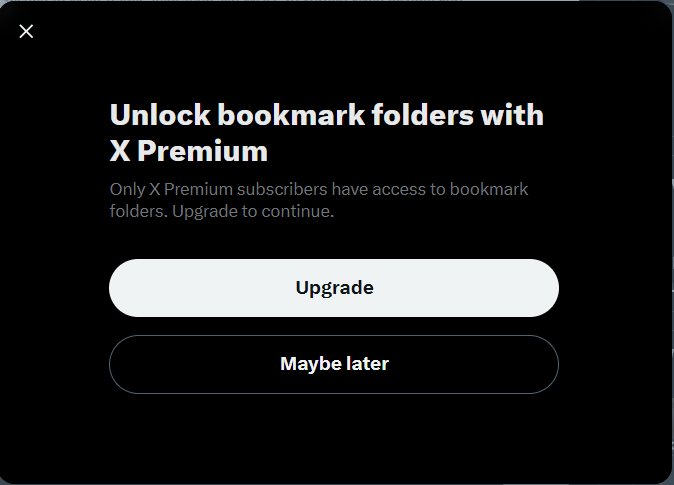 Unlock bookmark folders with
X Premium
Only X Premium subscribers have access to bookmark
folders. Upgrade to continue.
Upgrade
Maybe later